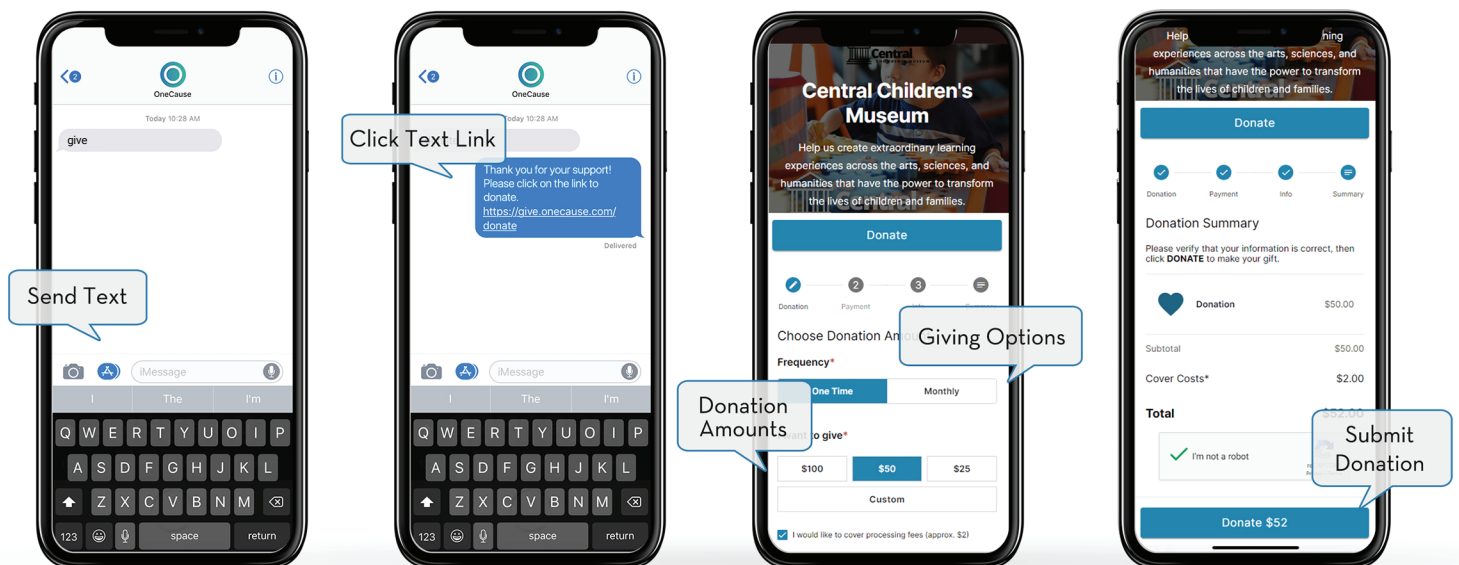 2
OneCause
Today 10:28 AM
give
Send Text
iMessage
I The I'm
Q W E R T Y U O I P
A S D F G H J K L
Z X C V B N M
123 space return
2
OneCause
Today 10:28 AM
Click Text Link
Thank you for your support!
Please click on the link to
donate.
https://give.onecause.com/
donate
Delivered
iMessage
I The I'm
Q W E R T Y U O I P
A S D F G H J K L
Z X C V B N M
123 space return
Central
Central Children's
Museum
Help us create extraordinary learning
experiences across the arts, sciences, and
humanities that have the power to transform
the lives of children and families.
Donate
2 3
Donation Payment
Choose Donation
Giving Options
Frequency*
One Time Monthly
Donation
Amounts
to give*
$100 $50 $25
Custom
I would like to cover processing fees (approx. $2)
Help
experiences across the arts, sciences, and
humanities that have the power to transform
the lives of children and families.
Donate
Donation Payment Info Summary
Donation Summary
Please verify that your information is correct, then
click DONATE to make your gift.
Donation $50.00
Subtotal $50.00
Cover Costs* $2.00
Total $52.00
I'm not a robot
Submit
Donation
Donate $52